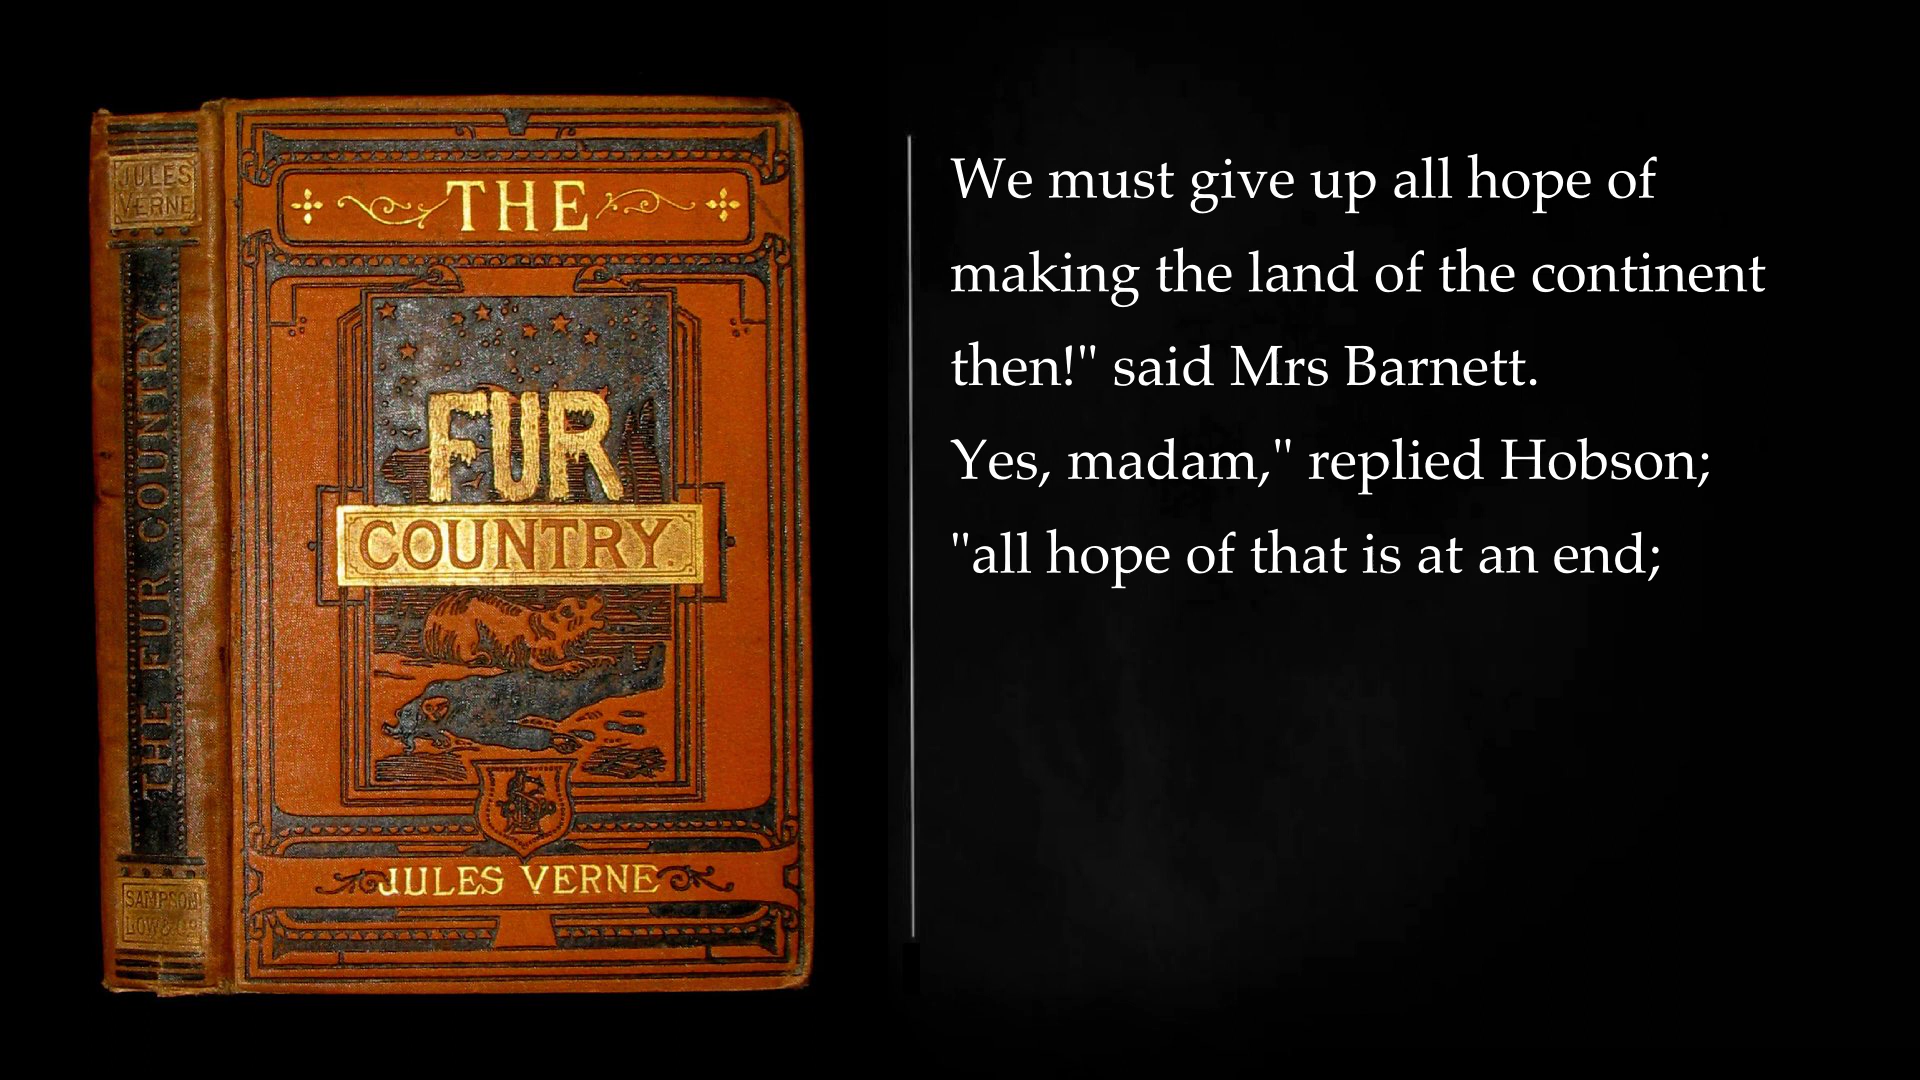 JULES
VERNE
THE FUR COUNTRY.
SAMPSON
LOW & Co
THE
FUR
COUNTRY.
JULES VERNE
We must give up all hope of
making the land of the continent
then!" said Mrs Barnett.
Yes, madam," replied Hobson;
"all hope of that is at an end;